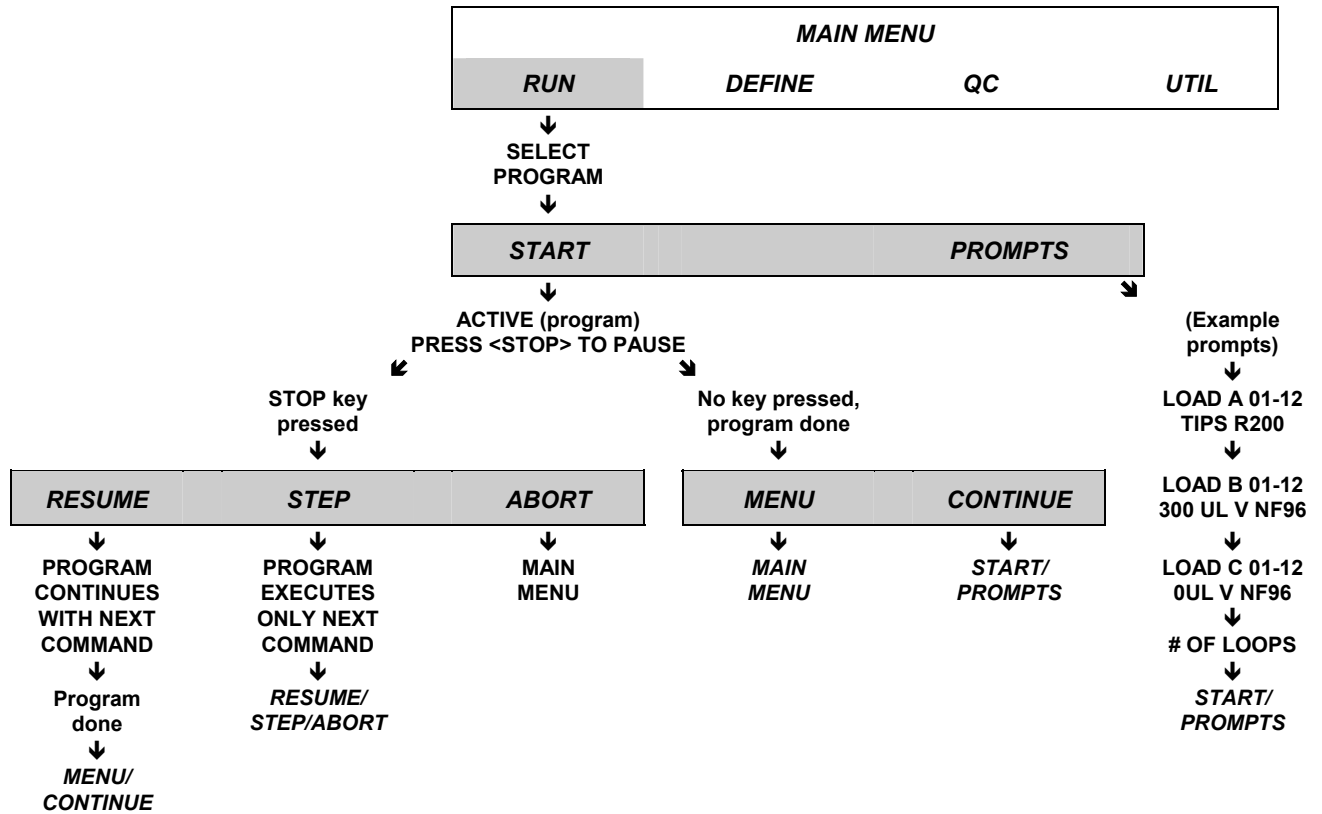 MAIN MENU
RUN DEFINE QC UTIL
SELECT
PROGRAM
START PROMPTS
ACTIVE (program)
PRESS <STOP> TO PAUSE
STOP key
pressed
No key pressed,
program done
RESUME STEP ABORT
PROGRAM
CONTINUES
WITH NEXT
COMMAND
Program
done
MENU/
CONTINUE
PROGRAM
EXECUTES
ONLY NEXT
COMMAND
RESUME/
STEP/ABORT
MAIN
MENU
MENU CONTINUE
MAIN
MENU
START/
PROMPTS
(Example
prompts)
LOAD A 01-12
TIPS R200
LOAD B 01-12
300 UL V NF96
LOAD C 01-12
0UL V NF96
# OF LOOPS
START/
PROMPTS